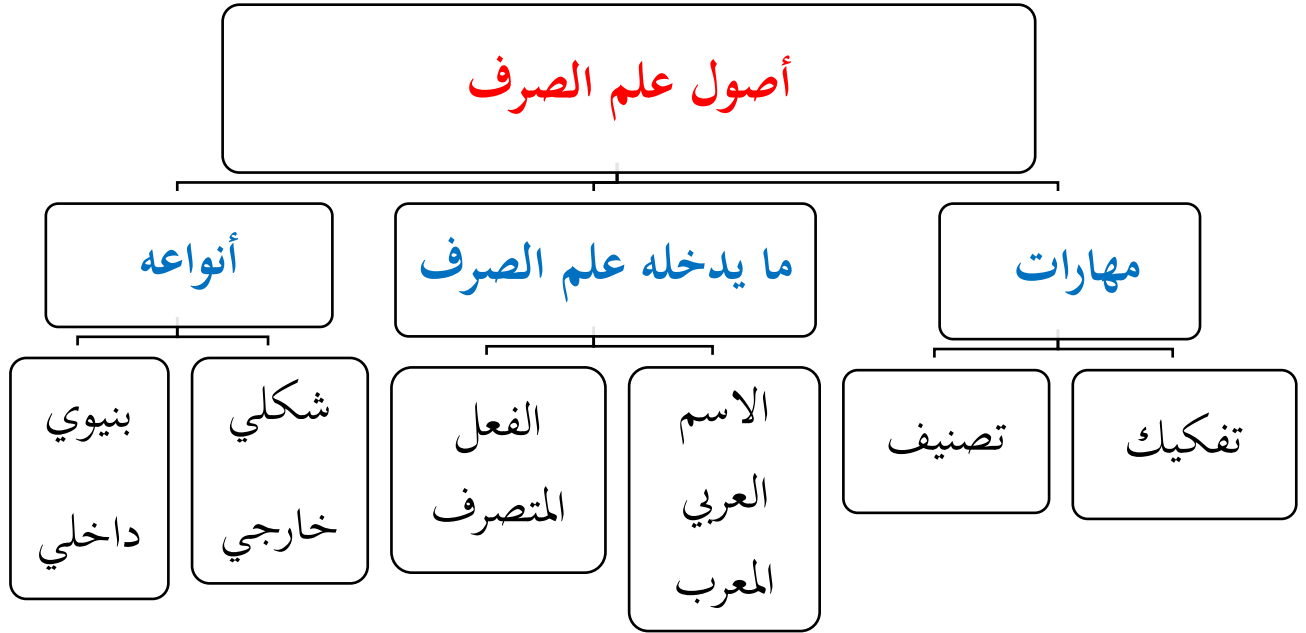 أصول علم الصرف
مهارات
ما يدخله علم الصرف
أنواعه
تفكيك
تصنيف
الاسم
العربي
المعرب
الفعل
المتصرف
شكلي
خارجي
بنيوي
داخلي